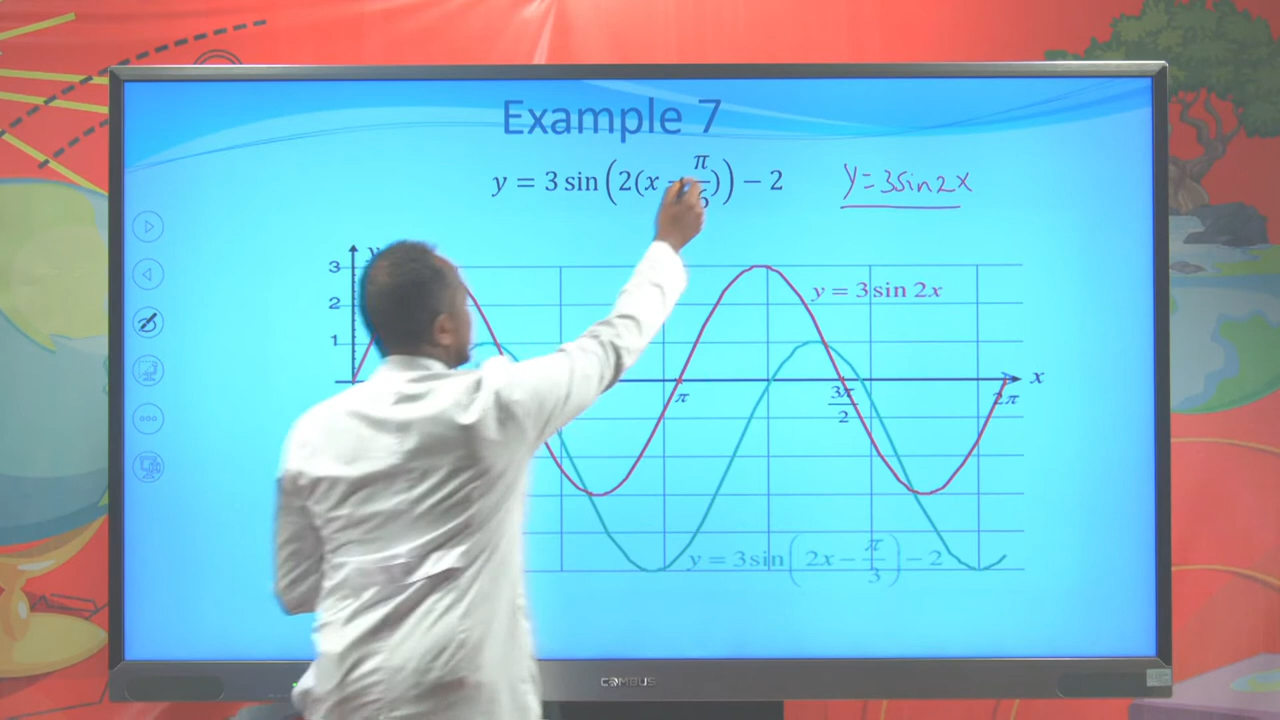 Example 7
y = 3 sin (2(x − π/6)) − 2
y=3sin2x
y
3
2
1
y = 3 sin 2x
x
π
3π/2
2π
y = 3 sin (2x − π/3) − 2
CAMBUS